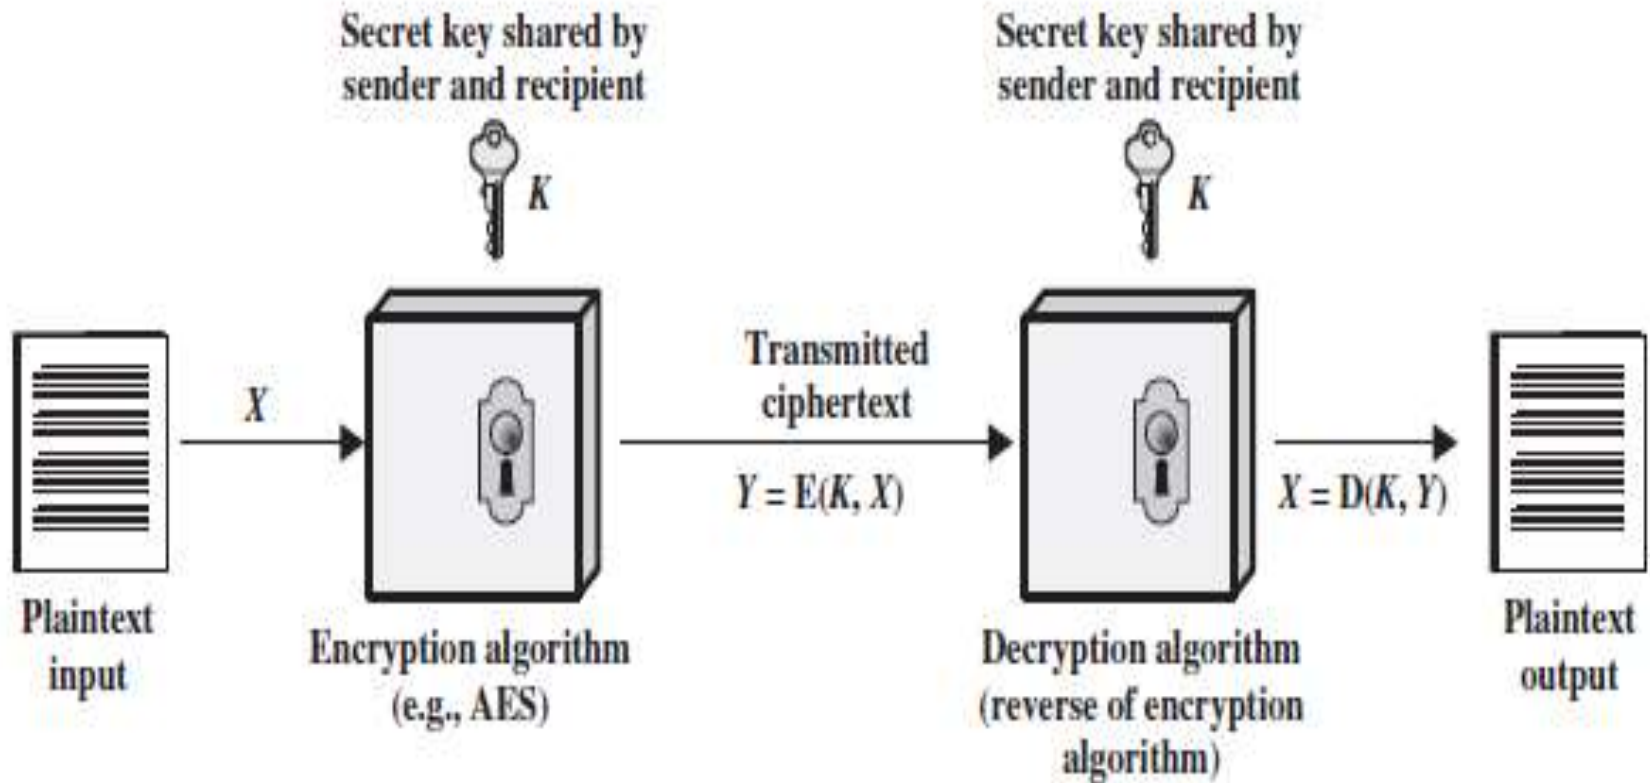 Secret key shared by
sender and recipient
K
Secret key shared by
sender and recipient
K
X
Transmitted
ciphertext
Y = E(K, X)
X = D(K, Y)
Plaintext
input
Encryption algorithm
(e.g., AES)
Decryption algorithm
(reverse of encryption
algorithm)
Plaintext
output